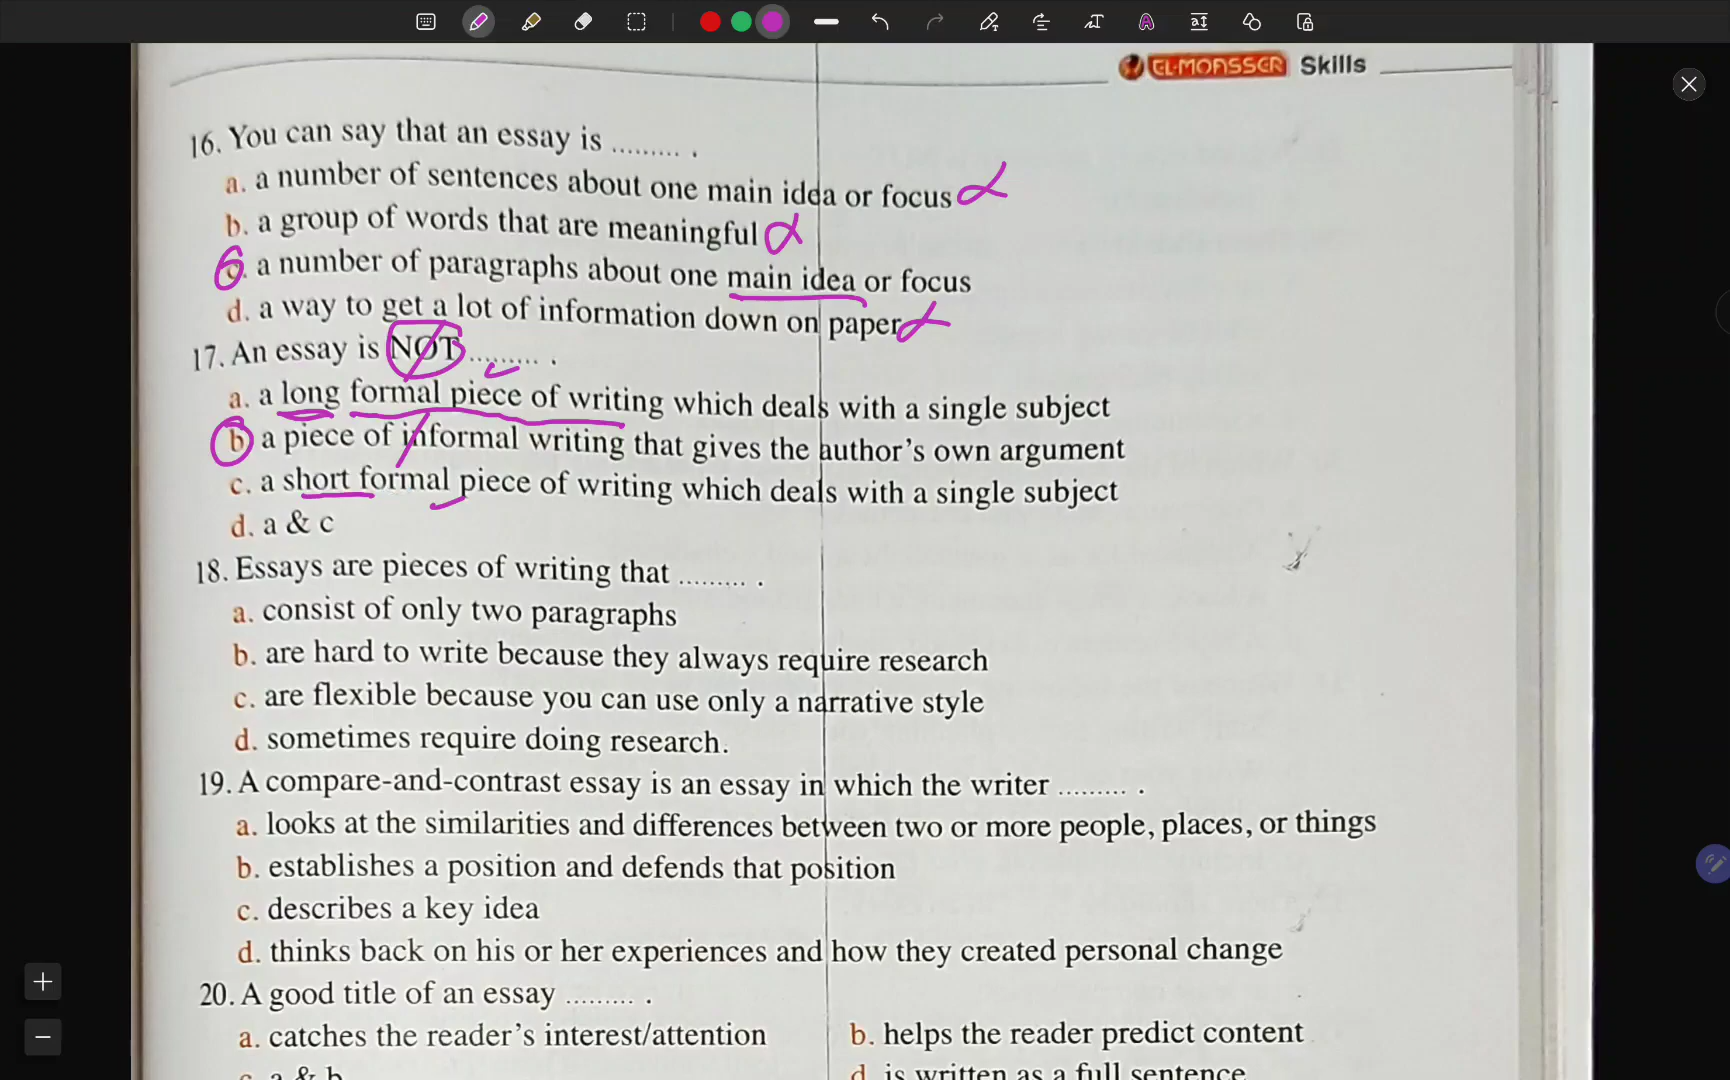 EL-MOASSER Skills
16. You can say that an essay is ......... .
a. a number of sentences about one main idea or focus
b. a group of words that are meaningful
c. a number of paragraphs about one main idea or focus
d. a way to get a lot of information down on paper
17. An essay is NOT ......... .
a. a long formal piece of writing which deals with a single subject
b. a piece of informal writing that gives the author's own argument
c. a short formal piece of writing which deals with a single subject
d. a & c
18. Essays are pieces of writing that ......... .
a. consist of only two paragraphs
b. are hard to write because they always require research
c. are flexible because you can use only a narrative style
d. sometimes require doing research.
19. A compare-and-contrast essay is an essay in which the writer ......... .
a. looks at the similarities and differences between two or more people, places, or things
b. establishes a position and defends that position
c. describes a key idea
d. thinks back on his or her experiences and how they created personal change
20. A good title of an essay ......... .
a. catches the reader's interest/attention b. helps the reader predict content
c. a & b d. is written as a full sentence